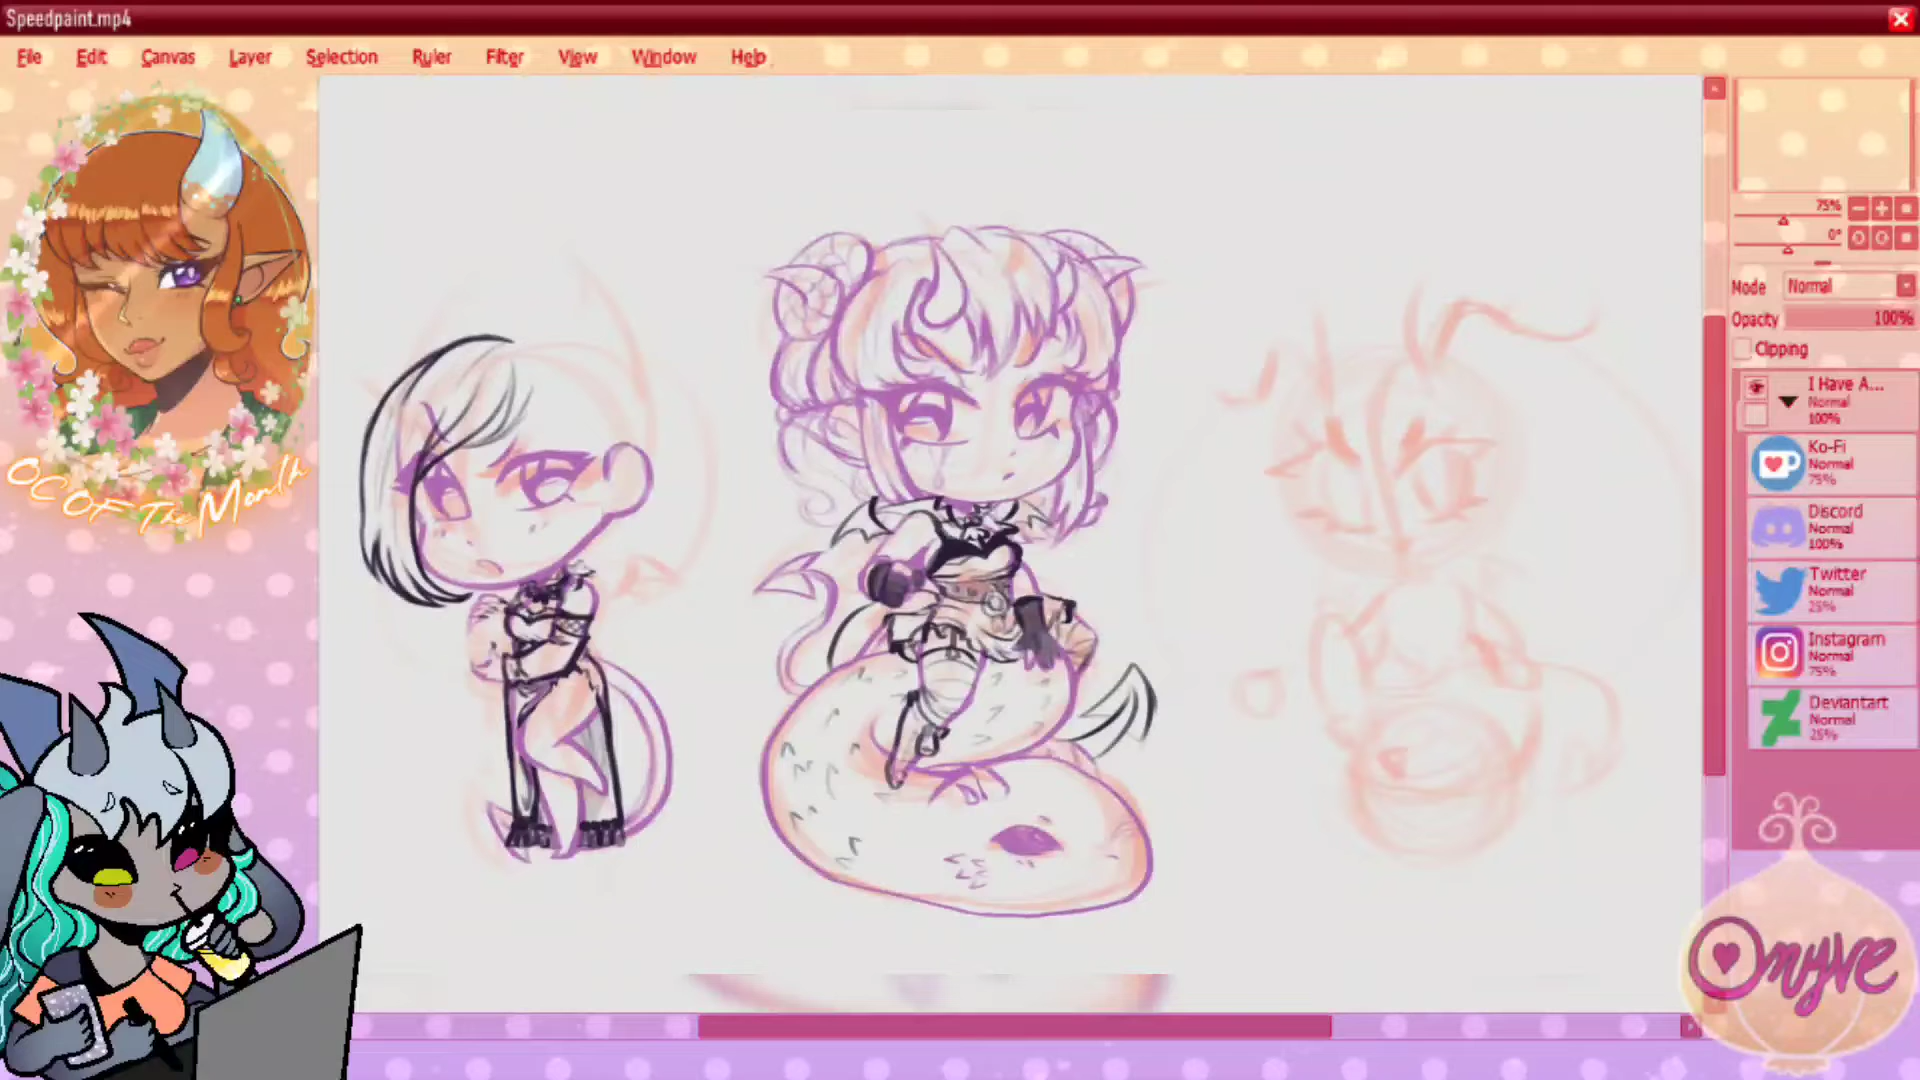 Speedpaint.mp4
File Edit Canvas Layer Selection Ruler Filter View Window Help
OC OF The Month
75%
0°
Mode Normal
Opacity 100%
Clipping
I Have A...
Normal
100%
Ko-Fi
Normal
75%
Discord
Normal
100%
Twitter
Normal
25%
Instagram
Normal
75%
Deviantart
Normal
25%